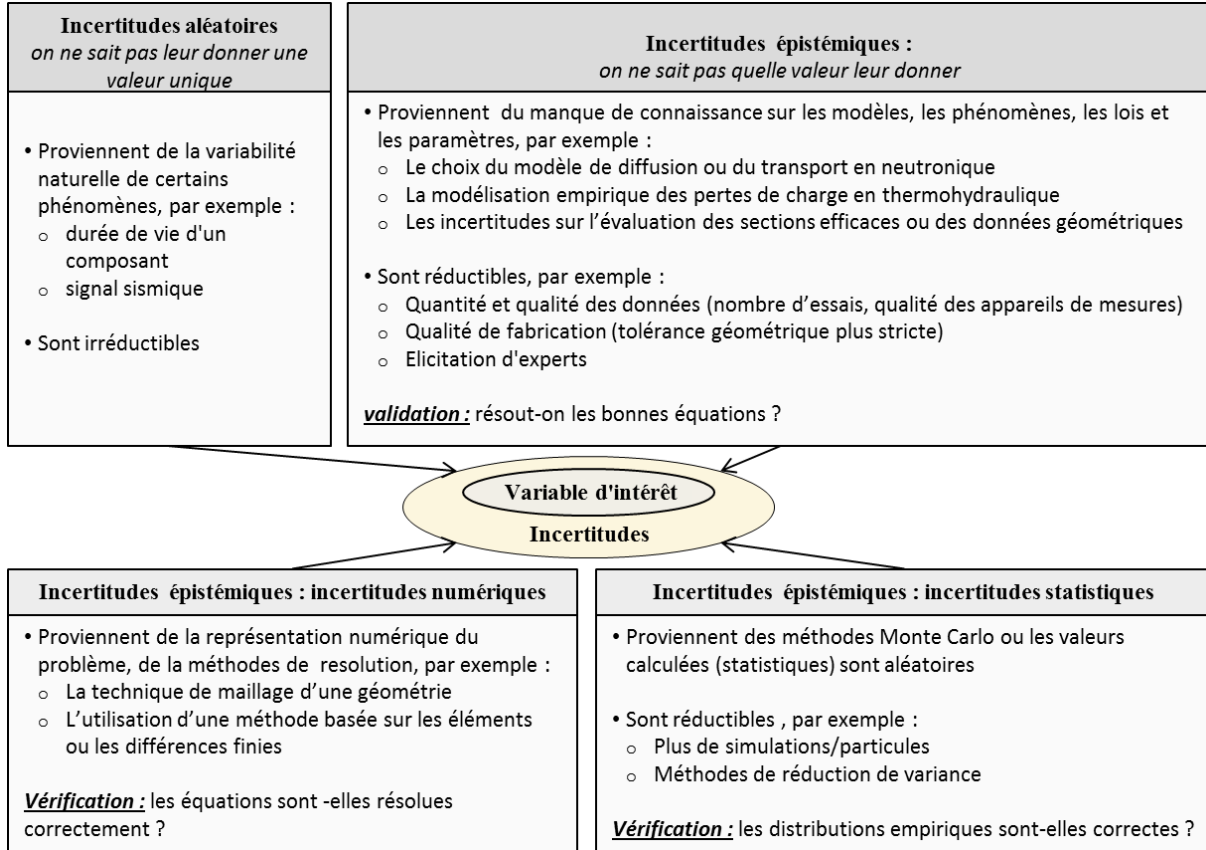 Incertitudes aléatoires
on ne sait pas leur donner une
valeur unique
• Proviennent de la variabilité
naturelle de certains
phénomènes, par exemple :
o durée de vie d'un
composant
o signal sismique
• Sont irréductibles
Incertitudes épistémiques :
on ne sait pas quelle valeur leur donner
• Proviennent du manque de connaissance sur les modèles, les phénomènes, les lois et
les paramètres, par exemple :
o Le choix du modèle de diffusion ou du transport en neutronique
o La modélisation empirique des pertes de charge en thermohydraulique
o Les incertitudes sur l’évaluation des sections efficaces ou des données géométriques
• Sont réductibles, par exemple :
o Quantité et qualité des données (nombre d’essais, qualité des appareils de mesures)
o Qualité de fabrication (tolérance géométrique plus stricte)
o Elicitation d'experts
validation : résout-on les bonnes équations ?
Variable d'intérêt
Incertitudes
Incertitudes épistémiques : incertitudes numériques
• Proviennent de la représentation numérique du
problème, de la méthodes de resolution, par exemple :
o La technique de maillage d’une géométrie
o L’utilisation d’une méthode basée sur les éléments
ou les différences finies
Vérification : les équations sont -elles résolues
correctement ?
Incertitudes épistémiques : incertitudes statistiques
• Proviennent des méthodes Monte Carlo ou les valeurs
calculées (statistiques) sont aléatoires
• Sont réductibles , par exemple :
o Plus de simulations/particules
o Méthodes de réduction de variance
Vérification : les distributions empiriques sont-elles correctes ?